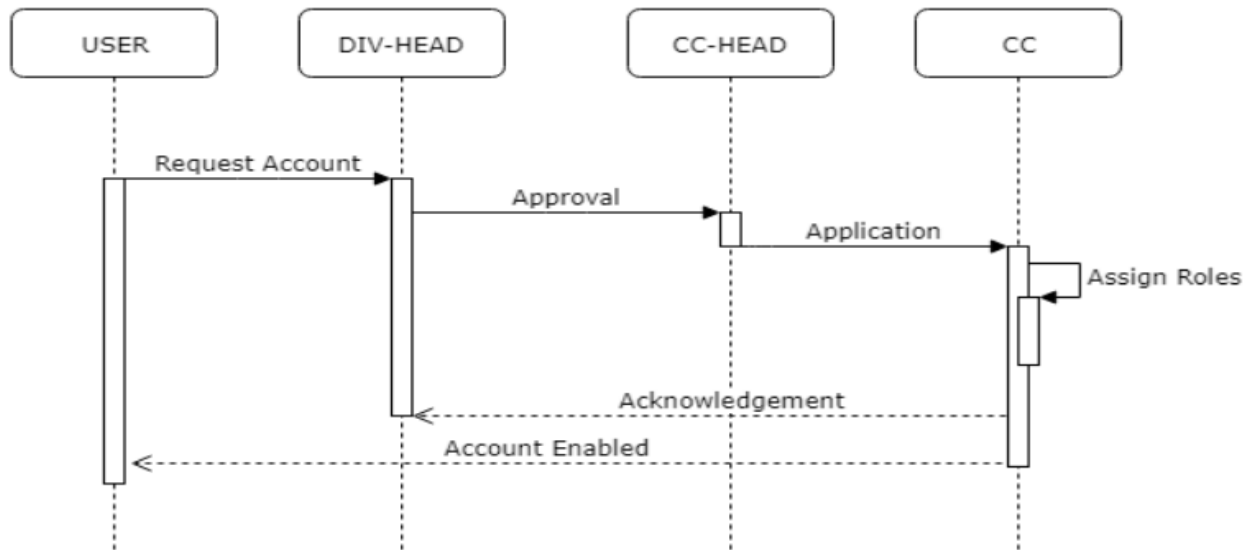 USER
DIV-HEAD
CC-HEAD
CC
Request Account
Approval
Application
Assign Roles
Acknowledgement
Account Enabled